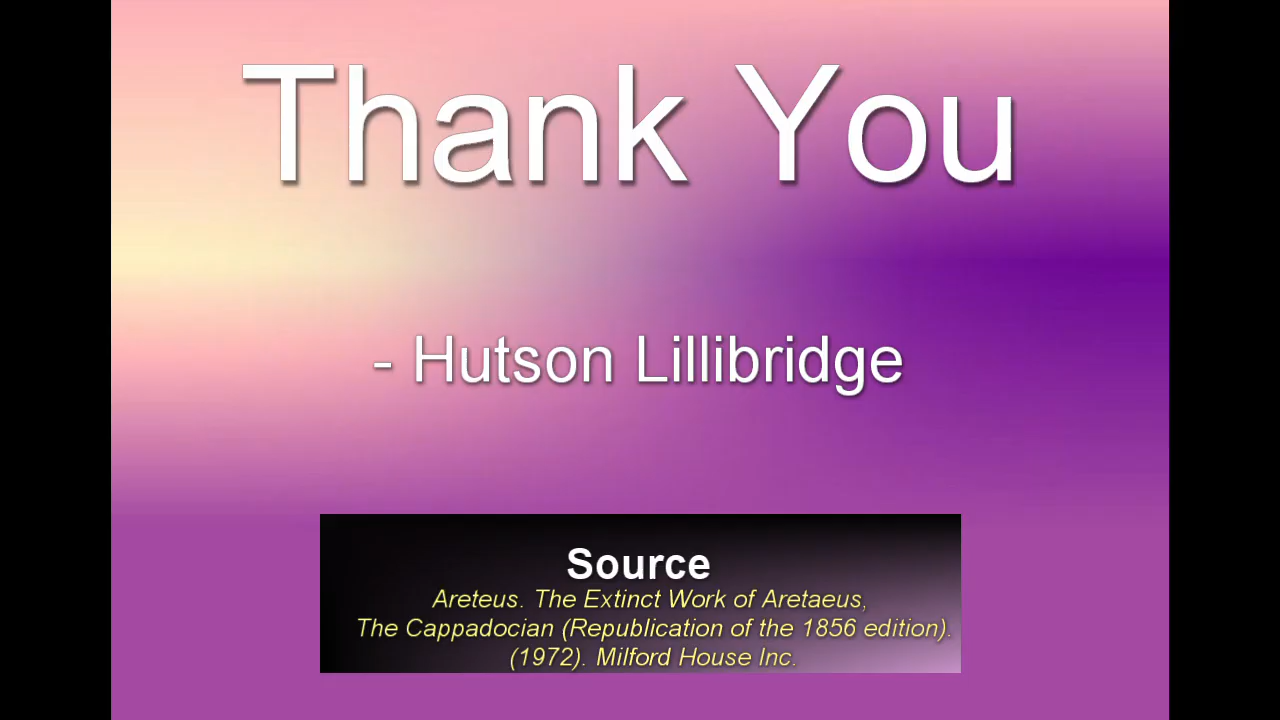 Thank You
- Hutson Lillibridge
Source
Areteus. The Extinct Work of Aretaeus,
The Cappadocian (Republication of the 1856 edition).
(1972). Milford House Inc.